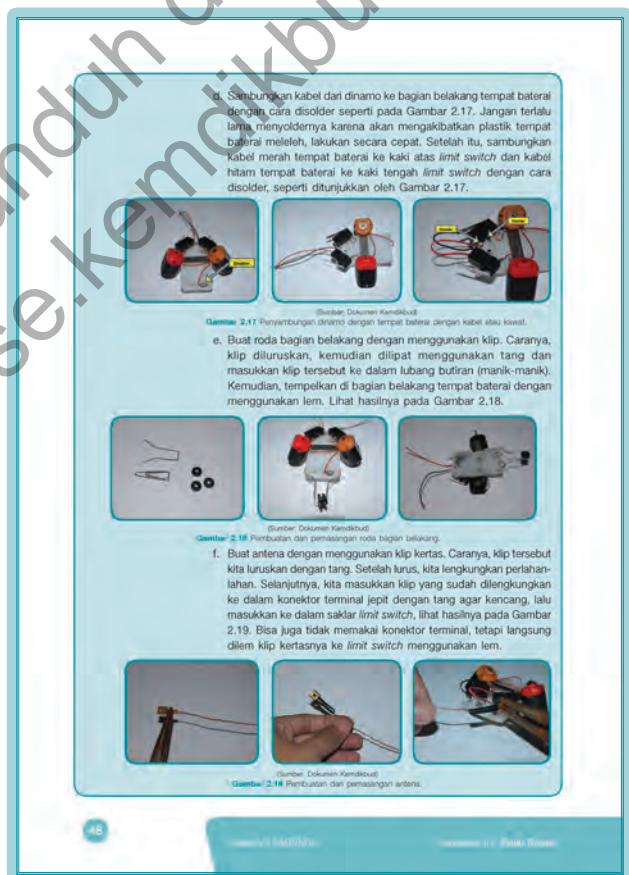 d. Sambungkan kabel dari dinamo ke bagian belakang tempat baterai
dengan cara disolder seperti pada Gambar 2.17. Jangan terlalu
lama menyoldernya karena akan mengakibatkan plastik tempat
baterai meleleh, lakukan secara cepat. Setelah itu, sambungkan
kabel merah tempat baterai ke kaki atas limit switch dan kabel
hitam tempat baterai ke kaki tengah limit switch dengan cara
disolder, seperti ditunjukkan oleh Gambar 2.17.
(Sumber: Dokumen Kemdikbud)
Gambar 2.17 Penyambungan dinamo dengan tempat baterai dengan kabel atau kawat.
e. Buat roda bagian belakang dengan menggunakan klip. Caranya,
klip diluruskan, kemudian dilipat menggunakan tang dan
masukkan klip tersebut ke dalam lubang butiran (manik-manik).
Kemudian, tempelkan di bagian belakang tempat baterai dengan
menggunakan lem. Lihat hasilnya pada Gambar 2.18.
(Sumber: Dokumen Kemdikbud)
Gambar 2.18 Pembuatan dan pemasangan roda bagian belakang.
f. Buat antena dengan menggunakan klip kertas. Caranya, klip tersebut
kita luruskan dengan tang. Setelah lurus, kita lengkungkan perlahan-
lahan. Selanjutnya, kita masukkan klip yang sudah dilengkungkan
ke dalam konektor terminal jepit dengan tang agar kencang, lalu
masukkan ke dalam saklar limit switch, lihat hasilnya pada Gambar
2.19. Bisa juga tidak memakai konektor terminal, tetapi langsung
dilem klip kertasnya ke limit switch menggunakan lem.
(Sumber: Dokumen Kemdikbud)
Gambar 2.19 Pembuatan dan pemasangan antena.
48